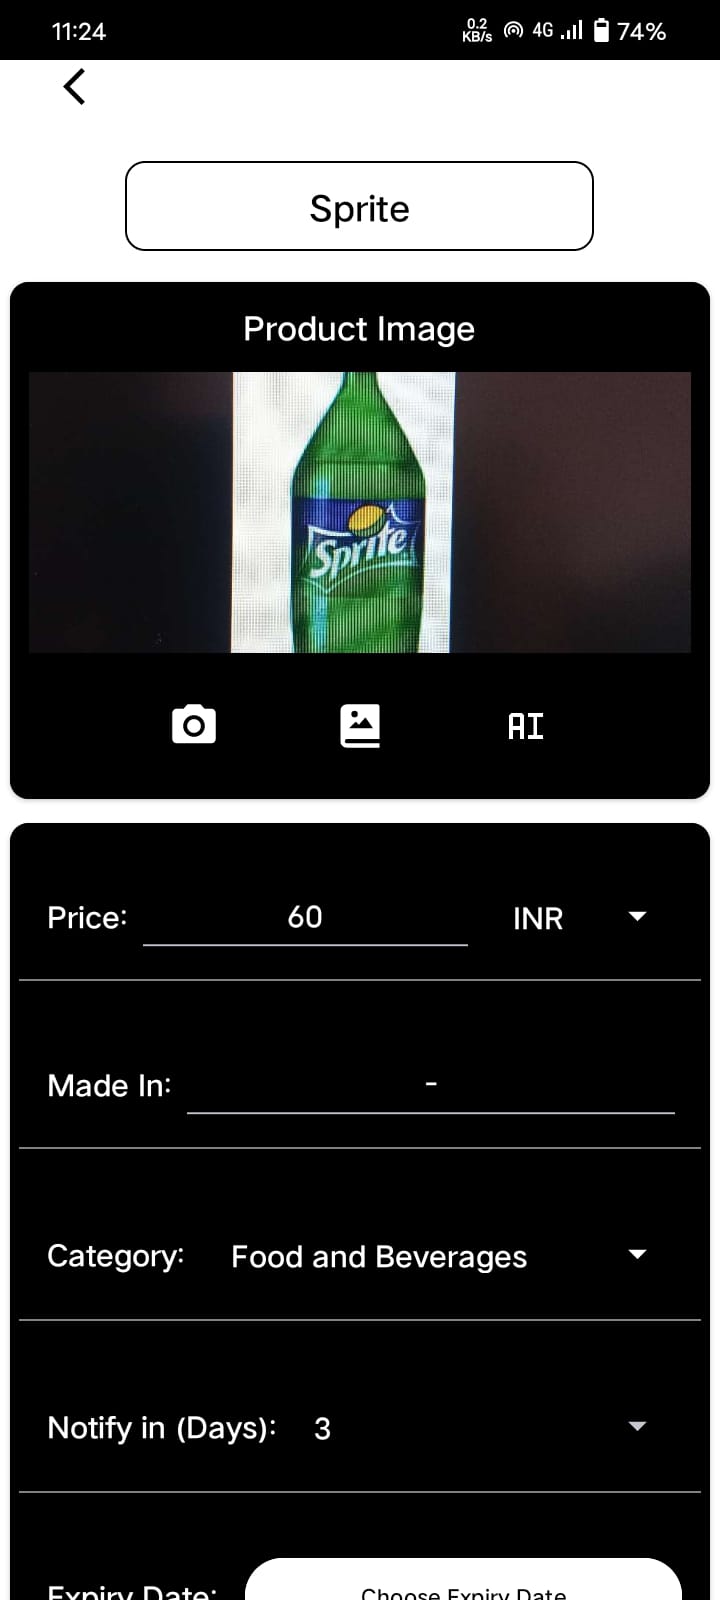 11:24 0.2 KB/s 4G 74%
Sprite
Product Image
Sprite
AI
Price: 60 INR
Made In: -
Category: Food and Beverages
Notify in (Days): 3
Expiry Date: Choose Expiry Date